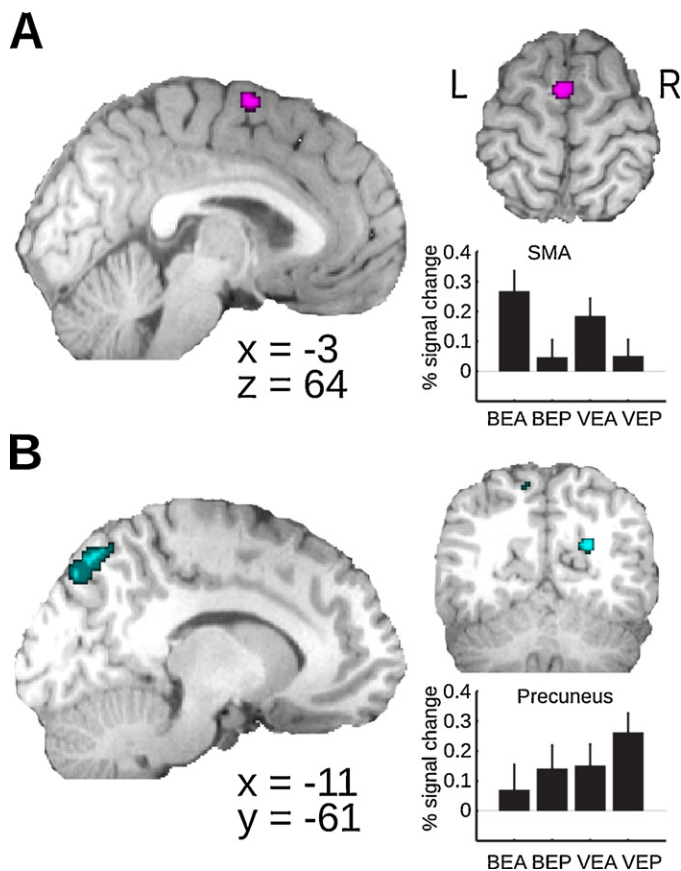 A
L
R
x = -3
z = 64
SMA
% signal change
0.4
0.3
0.2
0.1
0
BEA BEP VEA VEP
B
x = -11
y = -61
Precuneus
% signal change
0.4
0.3
0.2
0.1
0
BEA BEP VEA VEP